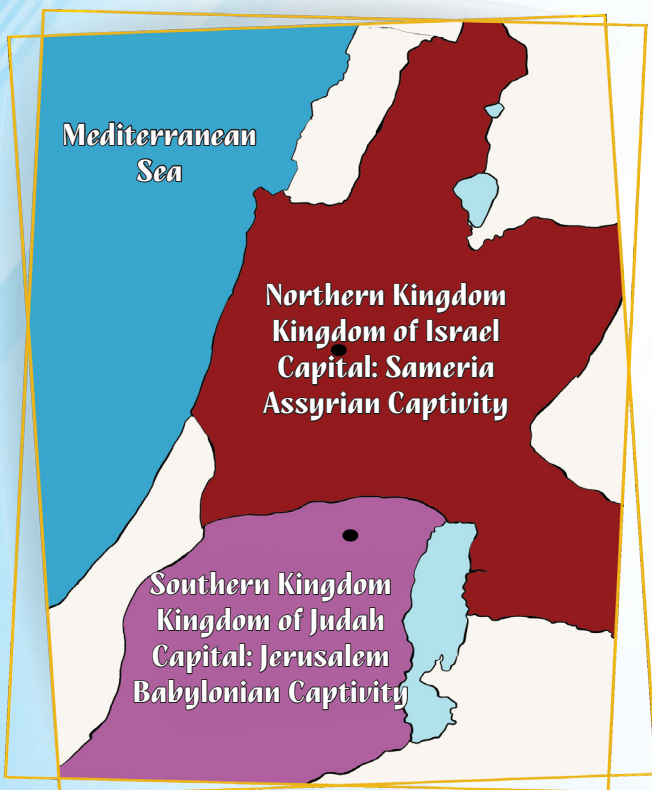 Mediterranean
Sea
Northern Kingdom
Kingdom of Israel
Capital: Sameria
Assyrian Captivity
Southern Kingdom
Kingdom of Judah
Capital: Jerusalem
Babylonian Captivity